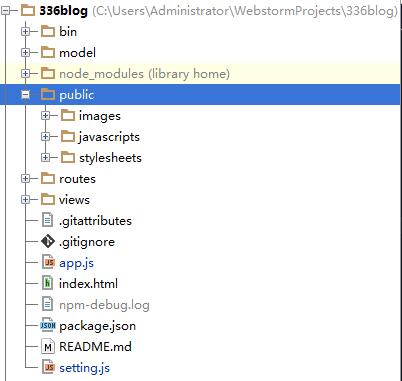 336blog (C:\Users\Administrator\WebstormProjects\336blog)
bin
model
node_modules (library home)
public
images
javascripts
stylesheets
routes
views
.gitattributes
.gitignore
app.js
index.html
npm-debug.log
package.json
README.md
setting.js